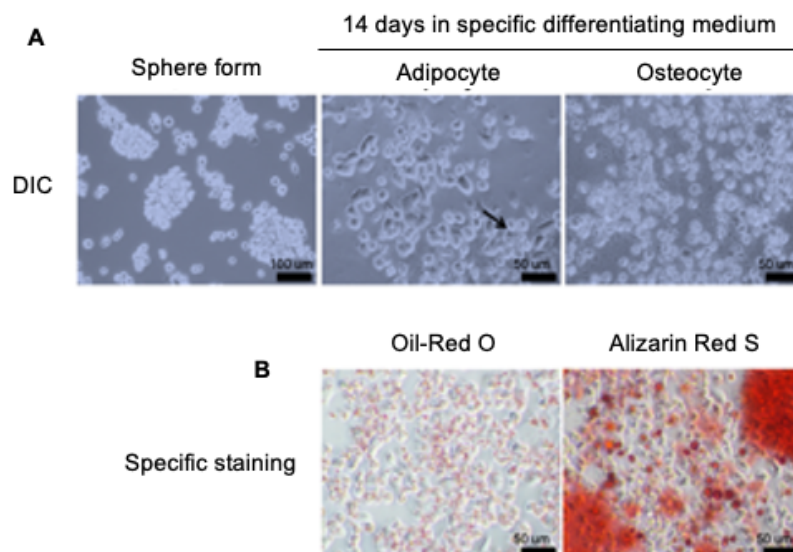 A
14 days in specific differentiating medium
Sphere form
Adipocyte
Osteocyte
DIC
100 um
50 um
50 um
B
Oil-Red O
Alizarin Red S
Specific staining
50 um
50 um